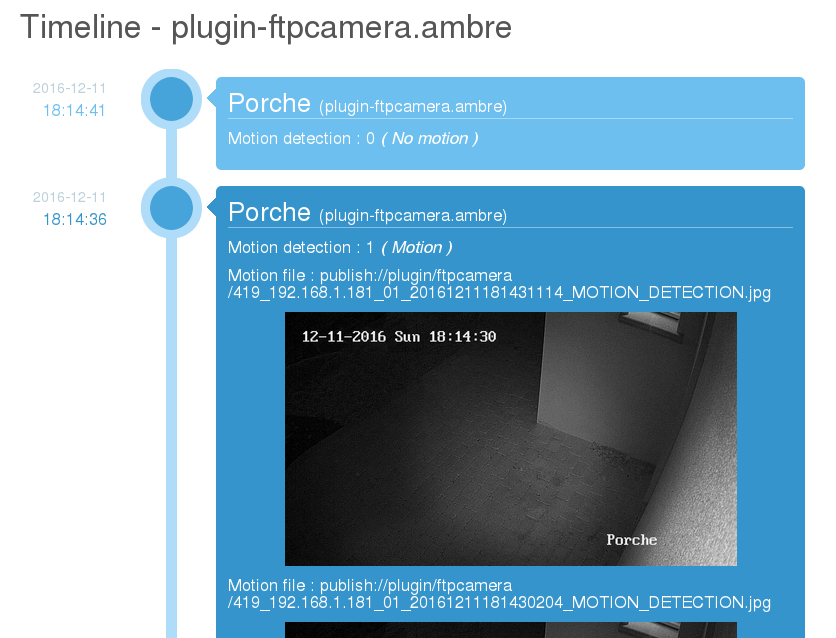 Timeline - plugin-ftpcamera.ambre
2016-12-11
18:14:41
Porche (plugin-ftpcamera.ambre)
Motion detection : 0 ( No motion )
2016-12-11
18:14:36
Porche (plugin-ftpcamera.ambre)
Motion detection : 1 ( Motion )
Motion file : publish://plugin/ftpcamera
/419_192.168.1.181_01_20161211181431114_MOTION_DETECTION.jpg
12-11-2016 Sun 18:14:30
Porche
Motion file : publish://plugin/ftpcamera
/419_192.168.1.181_01_20161211181430204_MOTION_DETECTION.jpg